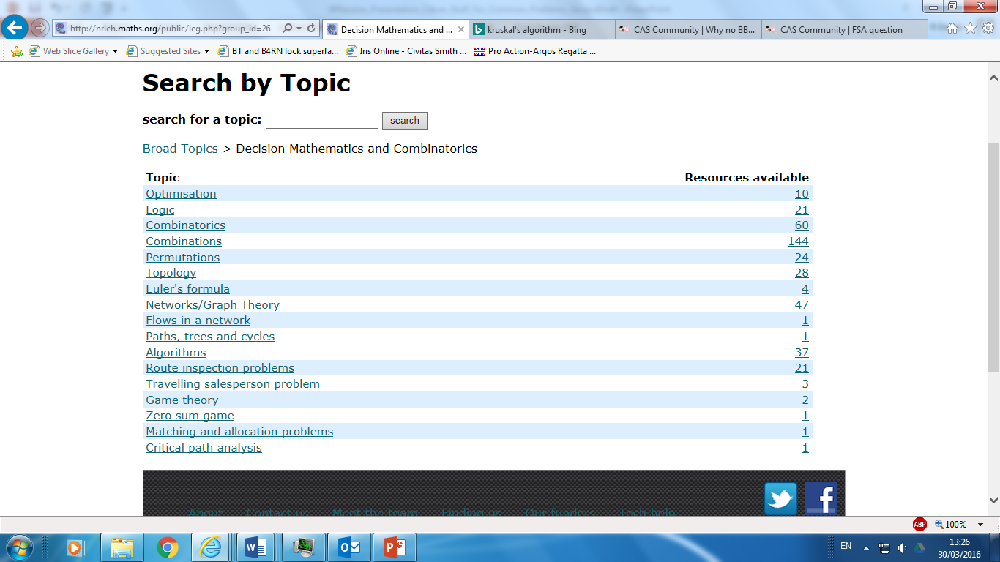 http://nrich.maths.org/public/leg.php?group_id=26
Decision Mathematics and ...
kruskal's algorithm - Bing
CAS Community | Why no BB...
CAS Community | FSA question
Web Slice Gallery
Suggested Sites
BT and B4RN lock superfa...
Iris Online - Civitas Smith ...
Pro Action-Argos Regatta ...
Search by Topic
search for a topic: search
Broad Topics > Decision Mathematics and Combinatorics
Topic Resources available
Optimisation 10
Logic 21
Combinatorics 60
Combinations 144
Permutations 24
Topology 28
Euler's formula 4
Networks/Graph Theory 47
Flows in a network 1
Paths, trees and cycles 1
Algorithms 37
Route inspection problems 21
Travelling salesperson problem 3
Game theory 2
Zero sum game 1
Matching and allocation problems 1
Critical path analysis 1
About Contact us Meet the team Finding us Our funders Tech help
ABP 100%
EN 13:26
30/03/2016